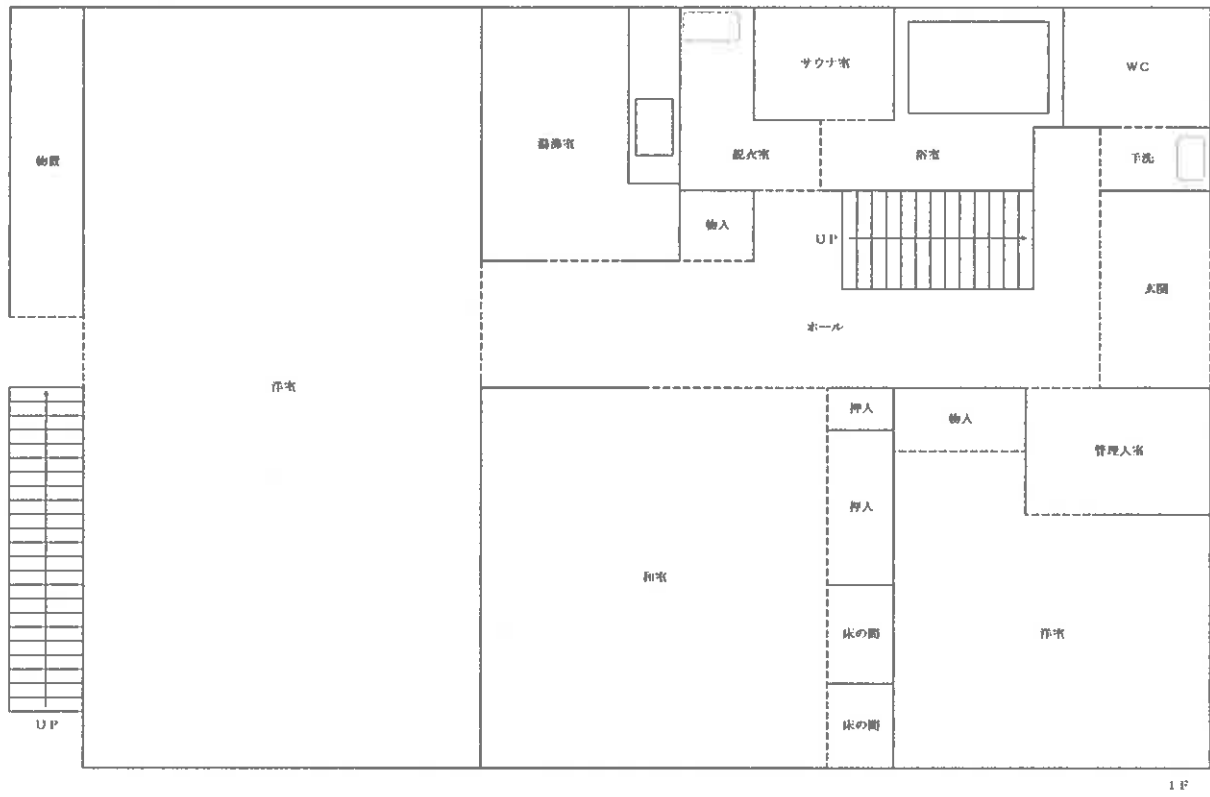 サウナ室
WC
物置
湯沸室
脱衣室
浴室
手洗
物入
UP
玄関
ホール
洋室
押入
物入
管理人室
押入
和室
床の間
洋室
床の間
UP
1F